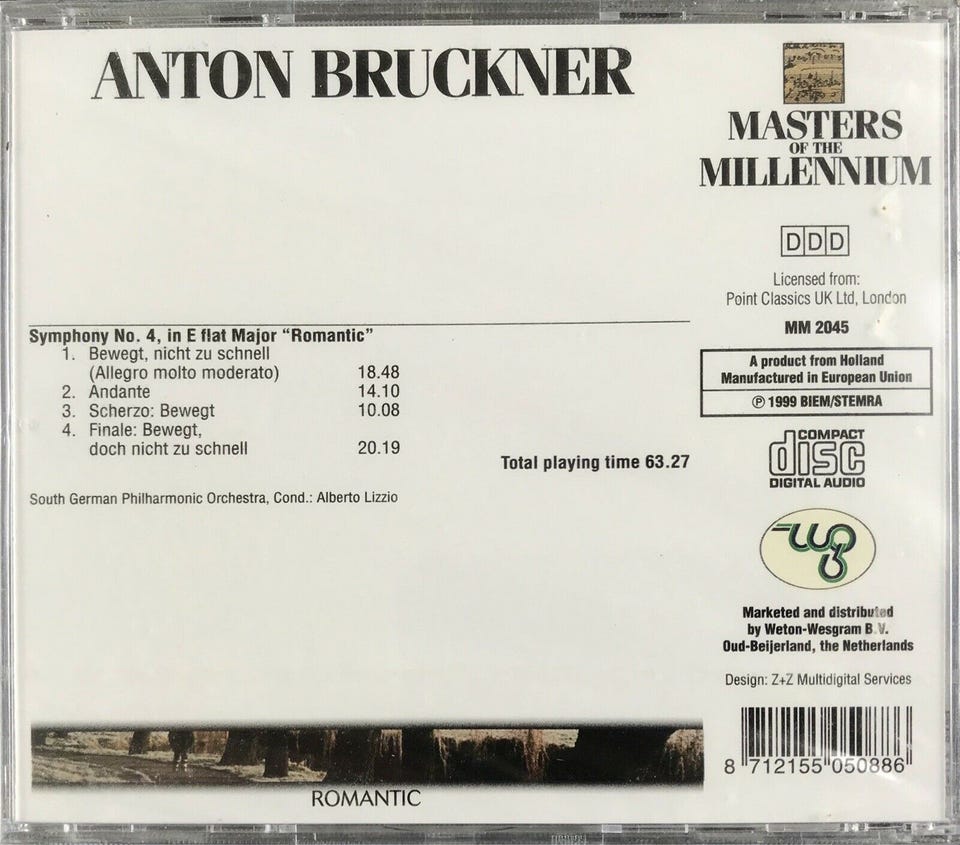 ANTON BRUCKNER
Symphony No. 4, in E flat Major “Romantic”
1. Bewegt, nicht zu schnell
(Allegro molto moderato) 18.48
2. Andante 14.10
3. Scherzo: Bewegt 10.08
4. Finale: Bewegt,
doch nicht zu schnell 20.19
Total playing time 63.27
South German Philharmonic Orchestra, Cond.: Alberto Lizzio
ROMANTIC
MASTERS
OF THE
MILLENNIUM
DDD
Licensed from:
Point Classics UK Ltd, London
MM 2045
A product from Holland
Manufactured in European Union
℗ 1999 BIEM/STEMRA
COMPACT
disc
DIGITAL AUDIO
Marketed and distributed
by Weton-Wesgram B.V.
Oud-Beijerland, the Netherlands
Design: Z+Z Multidigital Services
8 712155 050886